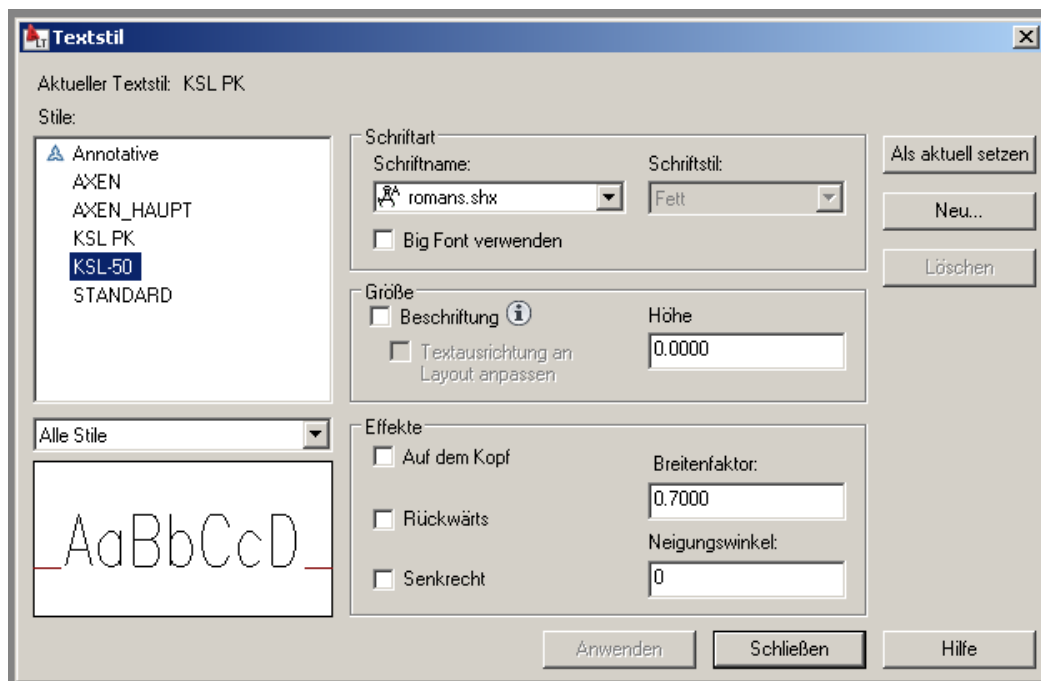 LT Textstil
Aktueller Textstil: KSL PK
Stile:
Annotative
AXEN
AXEN_HAUPT
KSL PK
KSL-50
STANDARD
Alle Stile
AaBbCcD
Schriftart
Schriftname:
romans.shx
Schriftstil:
Fett
Big Font verwenden
Größe
Beschriftung
Textausrichtung an
Layout anpassen
Höhe
0.0000
Effekte
Auf dem Kopf
Rückwärts
Senkrecht
Breitenfaktor:
0.7000
Neigungswinkel:
0
Als aktuell setzen
Neu...
Löschen
Anwenden
Schließen
Hilfe